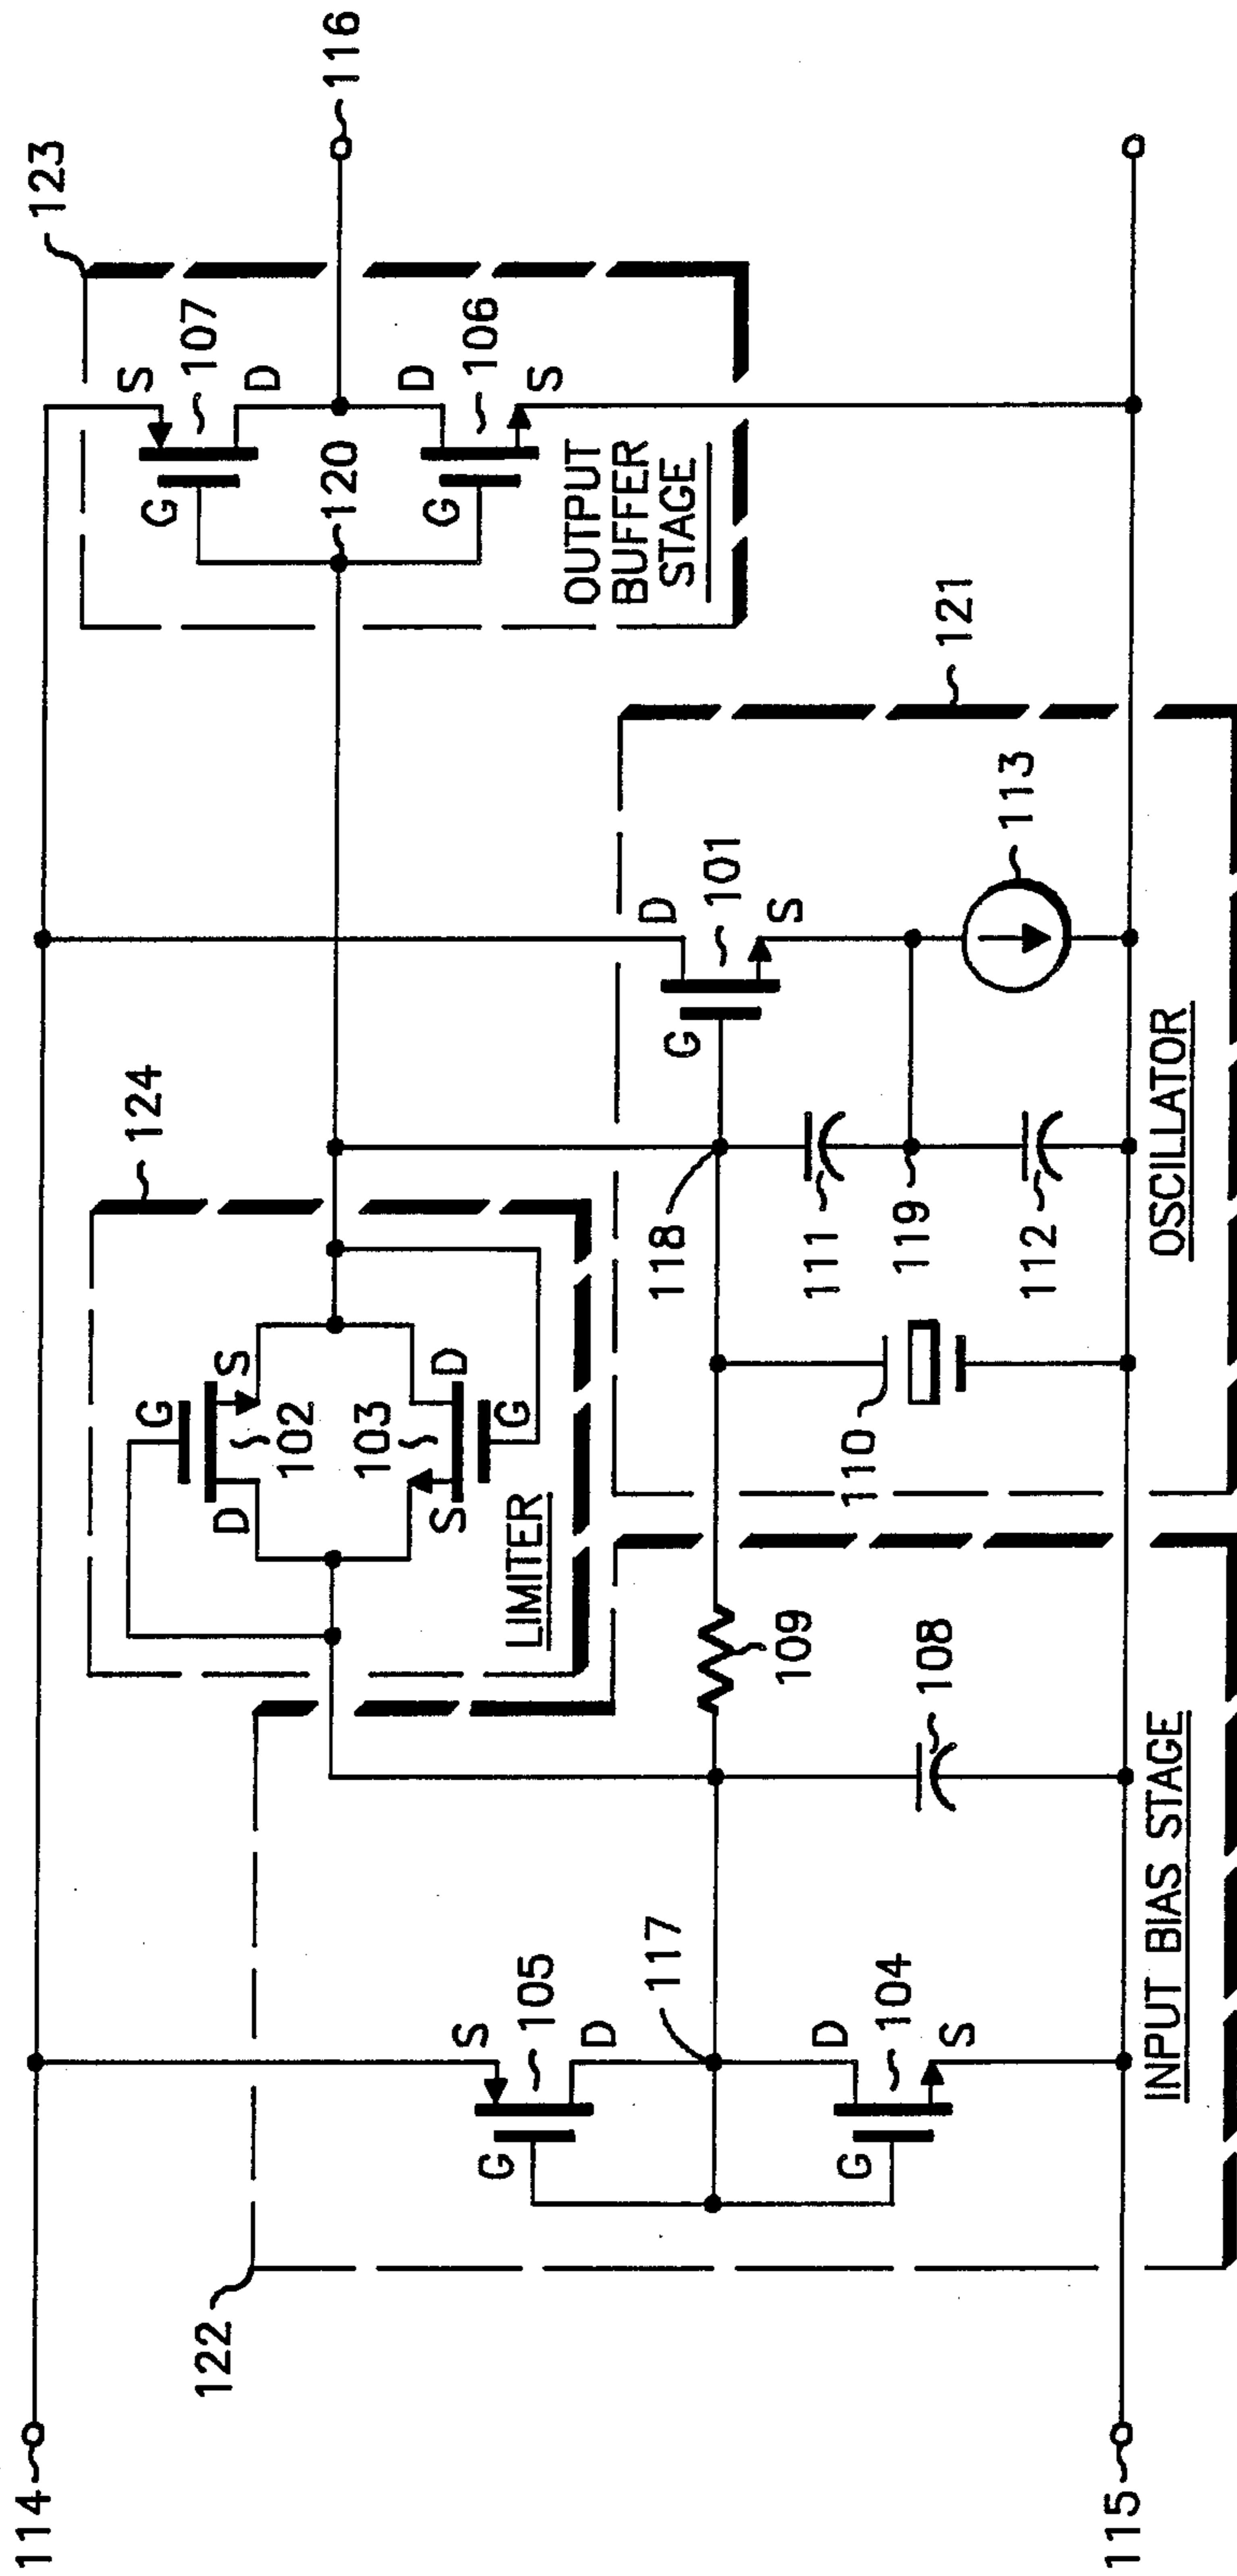 114
115
122
INPUT BIAS STAGE
105
S
D
G
104
D
S
G
117
108
109
124
LIMITER
G
D
S
102
103
S
D
G
121
OSCILLATOR
110
118
111
119
112
G
D
S
101
113
123
OUTPUT
BUFFER
STAGE
G
S
D
107
120
G
D
S
106
116